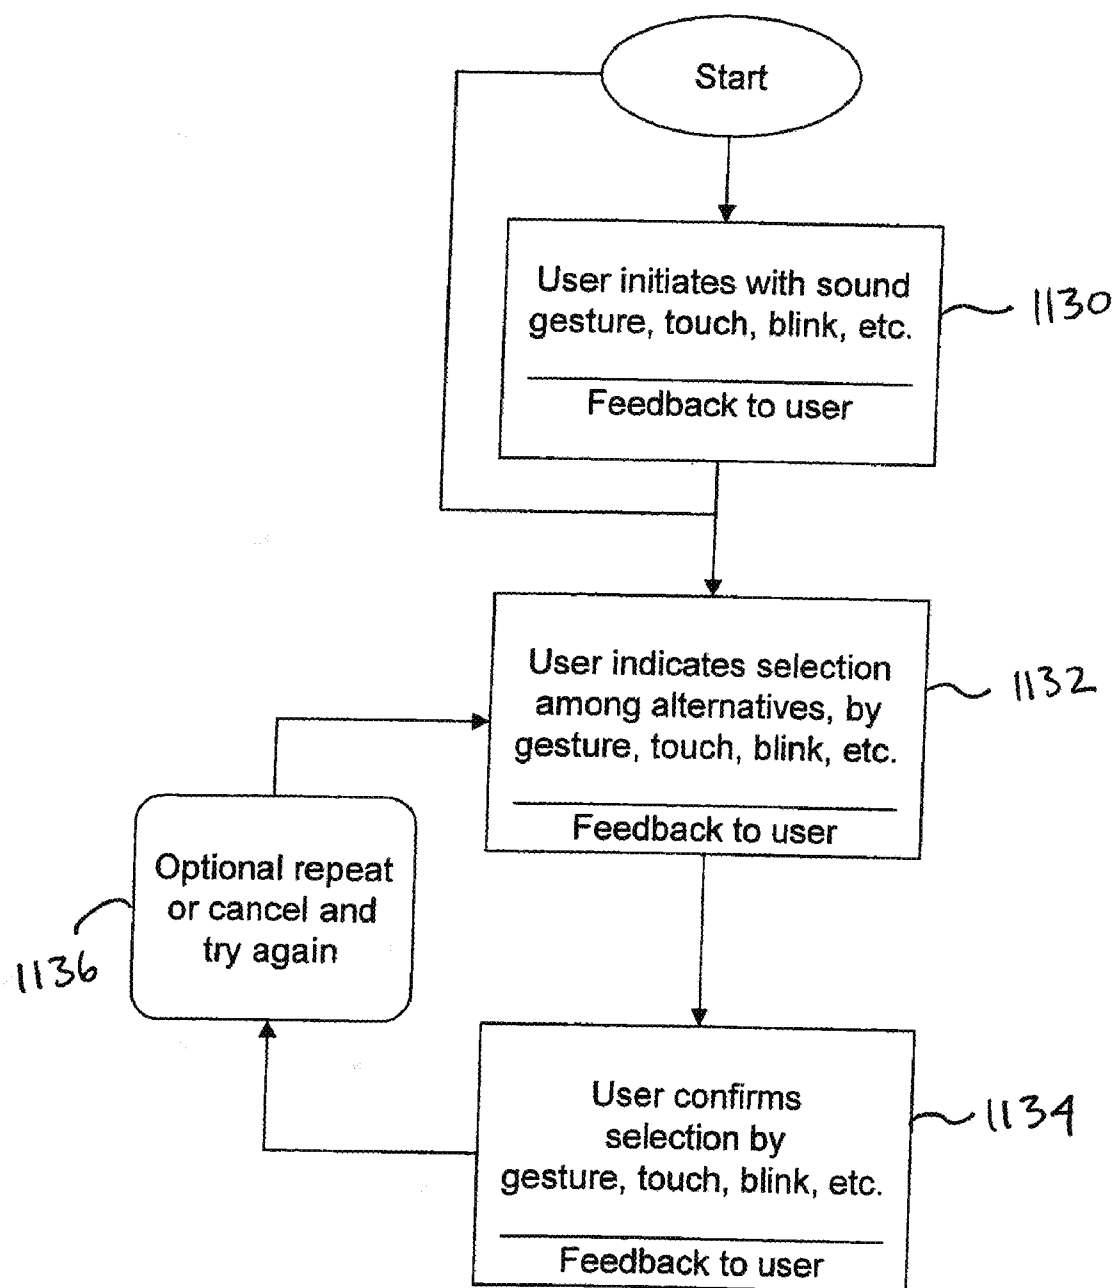 Start
User initiates with sound
gesture, touch, blink, etc.
Feedback to user
1130
User indicates selection
among alternatives, by
gesture, touch, blink, etc.
Feedback to user
1132
Optional repeat
or cancel and
try again
1136
User confirms
selection by
gesture, touch, blink, etc.
Feedback to user
1134